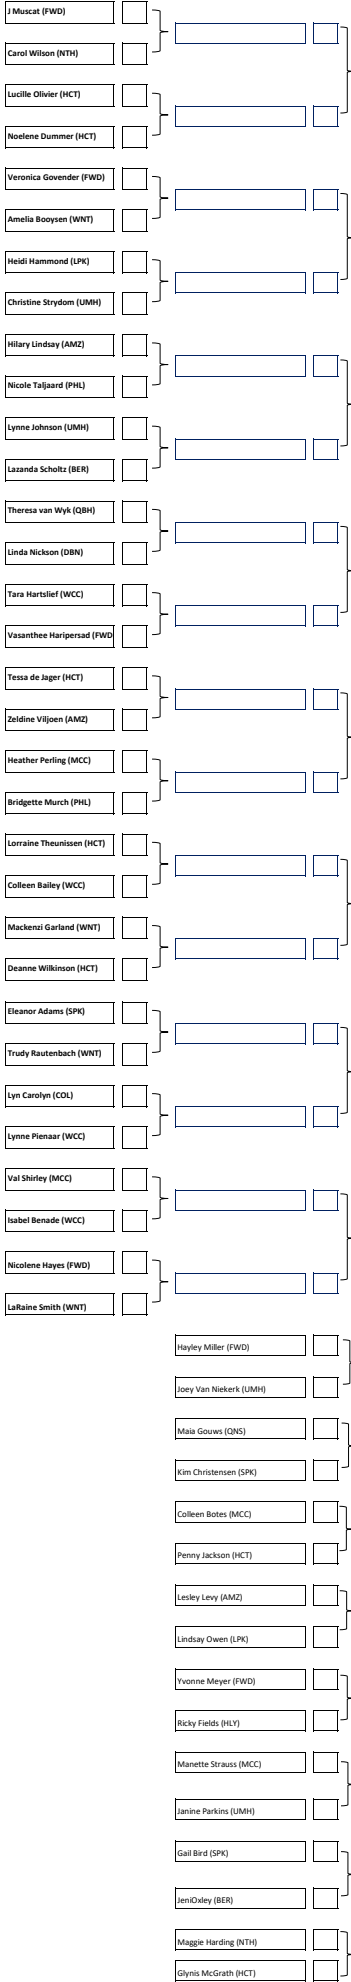 J Muscat (FWD)
Carol Wilson (NTH)
Lucille Olivier (HCT)
Noelene Dummer (HCT)
Veronica Govender (FWD)
Amelia Booysen (WNT)
Heidi Hammond (LPK)
Christine Strydom (UMH)
Hilary Lindsay (AMZ)
Nicole Taljaard (PHL)
Lynne Johnson (UMH)
Lazanda Scholtz (BER)
Theresa van Wyk (QBH)
Linda Nickson (DBN)
Tara Hartslief (WCC)
Vasanthee Haripersad (FWD
Tessa de Jager (HCT)
Zeldine Viljoen (AMZ)
Heather Perling (MCC)
Bridgette Murch (PHL)
Lorraine Theunissen (HCT)
Colleen Bailey (WCC)
Mackenzi Garland (WNT)
Deanne Wilkinson (HCT)
Eleanor Adams (SPK)
Trudy Rautenbach (WNT)
Lyn Carolyn (COL)
Lynne Pienaar (WCC)
Val Shirley (MCC)
Isabel Benade (WCC)
Nicolene Hayes (FWD)
LaRaine Smith (WNT)
Hayley Miller (FWD)
Joey Van Niekerk (UMH)
Maia Gouws (QNS)
Kim Christensen (SPK)
Colleen Botes (MCC)
Penny Jackson (HCT)
Lesley Levy (AMZ)
Lindsay Owen (LPK)
Yvonne Meyer (FWD)
Ricky Fields (HLY)
Manette Strauss (MCC)
Janine Parkins (UMH)
Gail Bird (SPK)
JeniOxley (BER)
Maggie Harding (NTH)
Glynis McGrath (HCT)